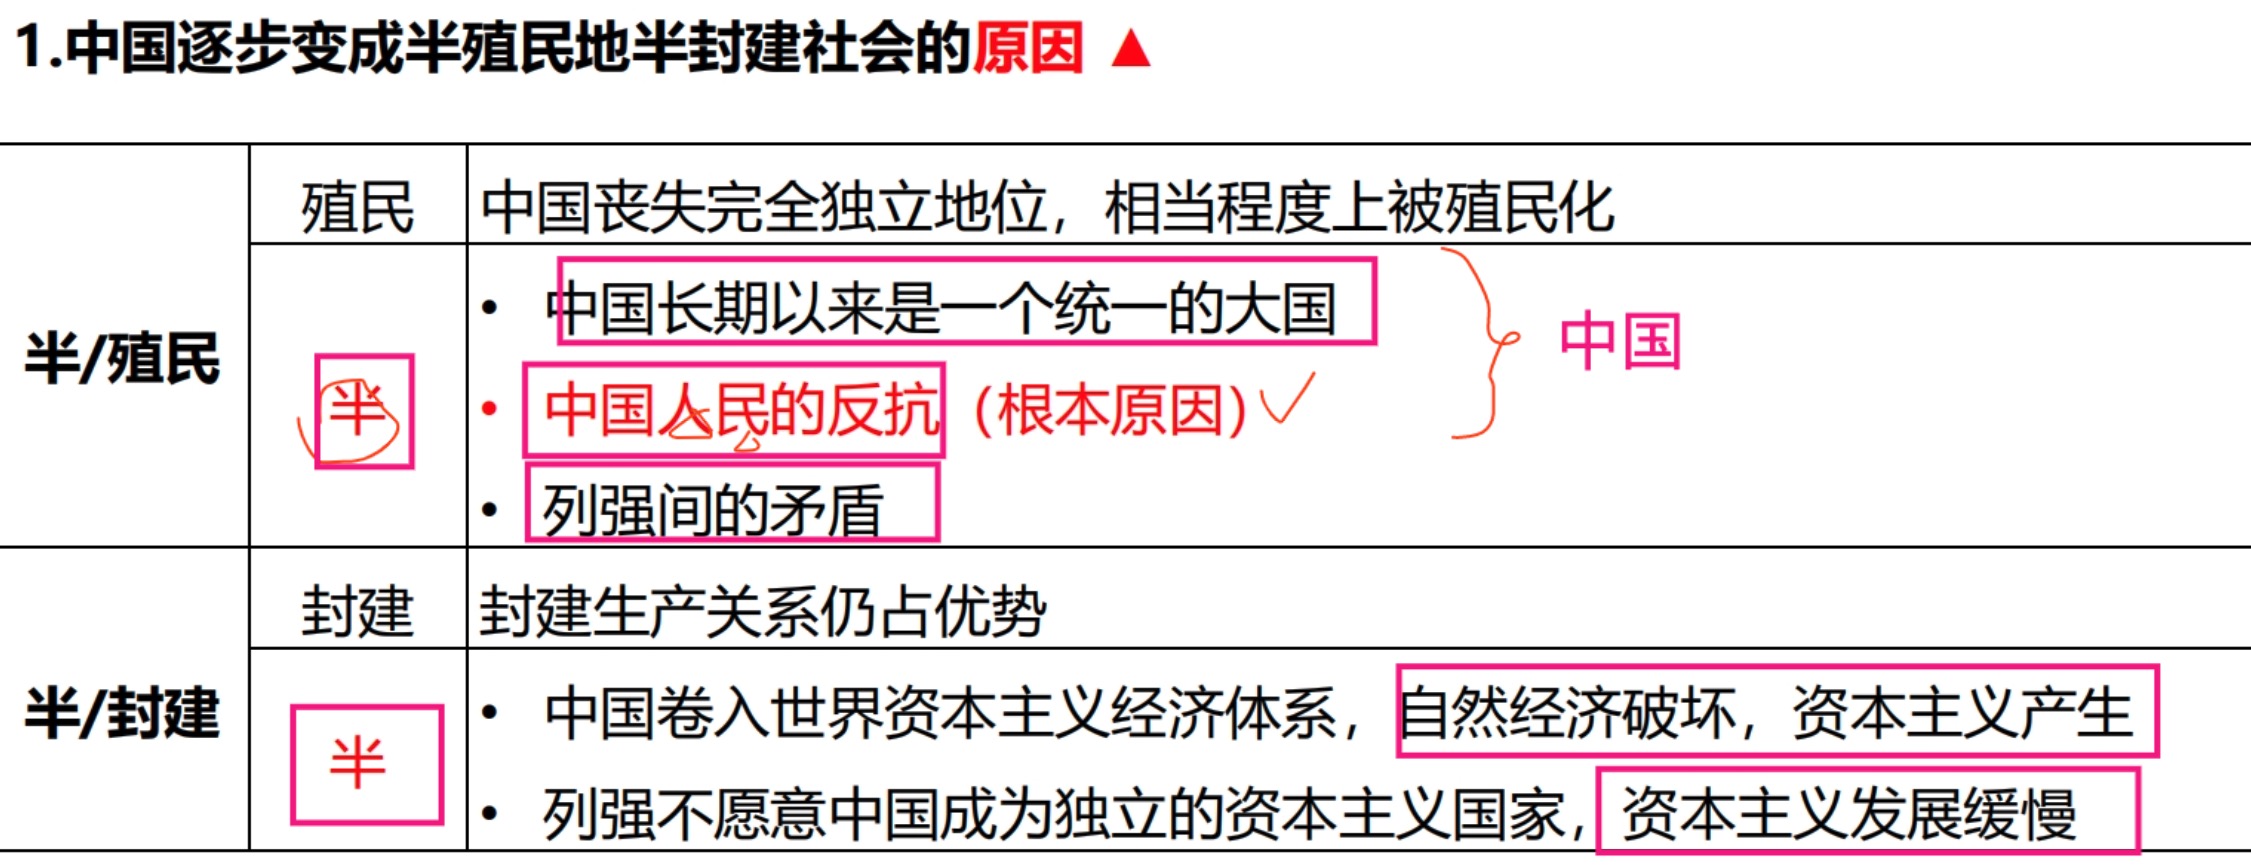 1.中国逐步变成半殖民地半封建社会的原因 ▲
半/殖民
殖民
中国丧失完全独立地位，相当程度上被殖民化
半
• 中国长期以来是一个统一的大国
• 中国人民的反抗（根本原因）
• 列强间的矛盾
中国
半/封建
封建
封建生产关系仍占优势
半
• 中国卷入世界资本主义经济体系，自然经济破坏，资本主义产生
• 列强不愿意中国成为独立的资本主义国家，资本主义发展缓慢